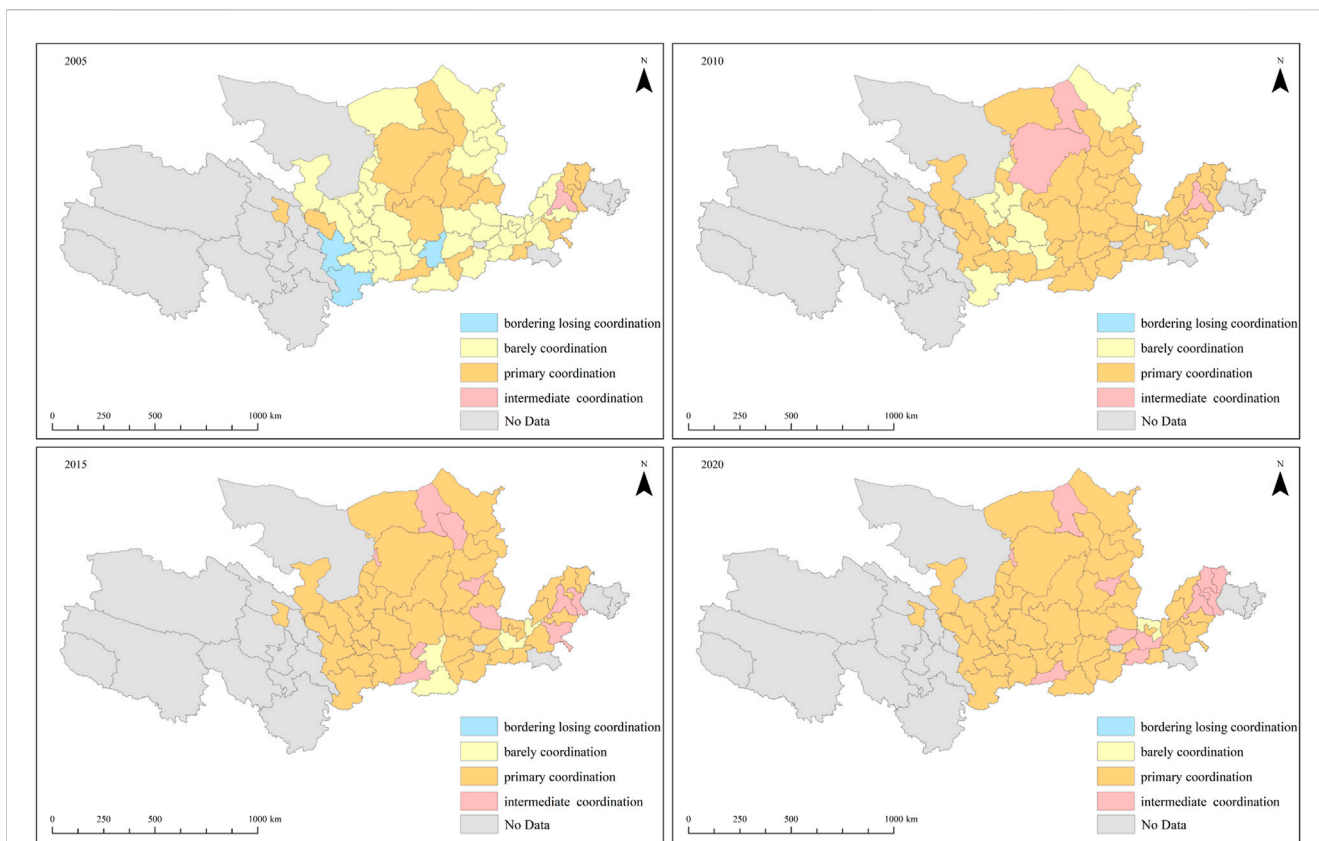 2005
N
bordering losing coordination
barely coordination
primary coordination
intermediate coordination
No Data
0 250 500 1000 km
2010
N
bordering losing coordination
barely coordination
primary coordination
intermediate coordination
No Data
0 250 500 1000 km
2015
N
bordering losing coordination
barely coordination
primary coordination
intermediate coordination
No Data
0 250 500 1000 km
2020
N
bordering losing coordination
barely coordination
primary coordination
intermediate coordination
No Data
0 250 500 1000 km